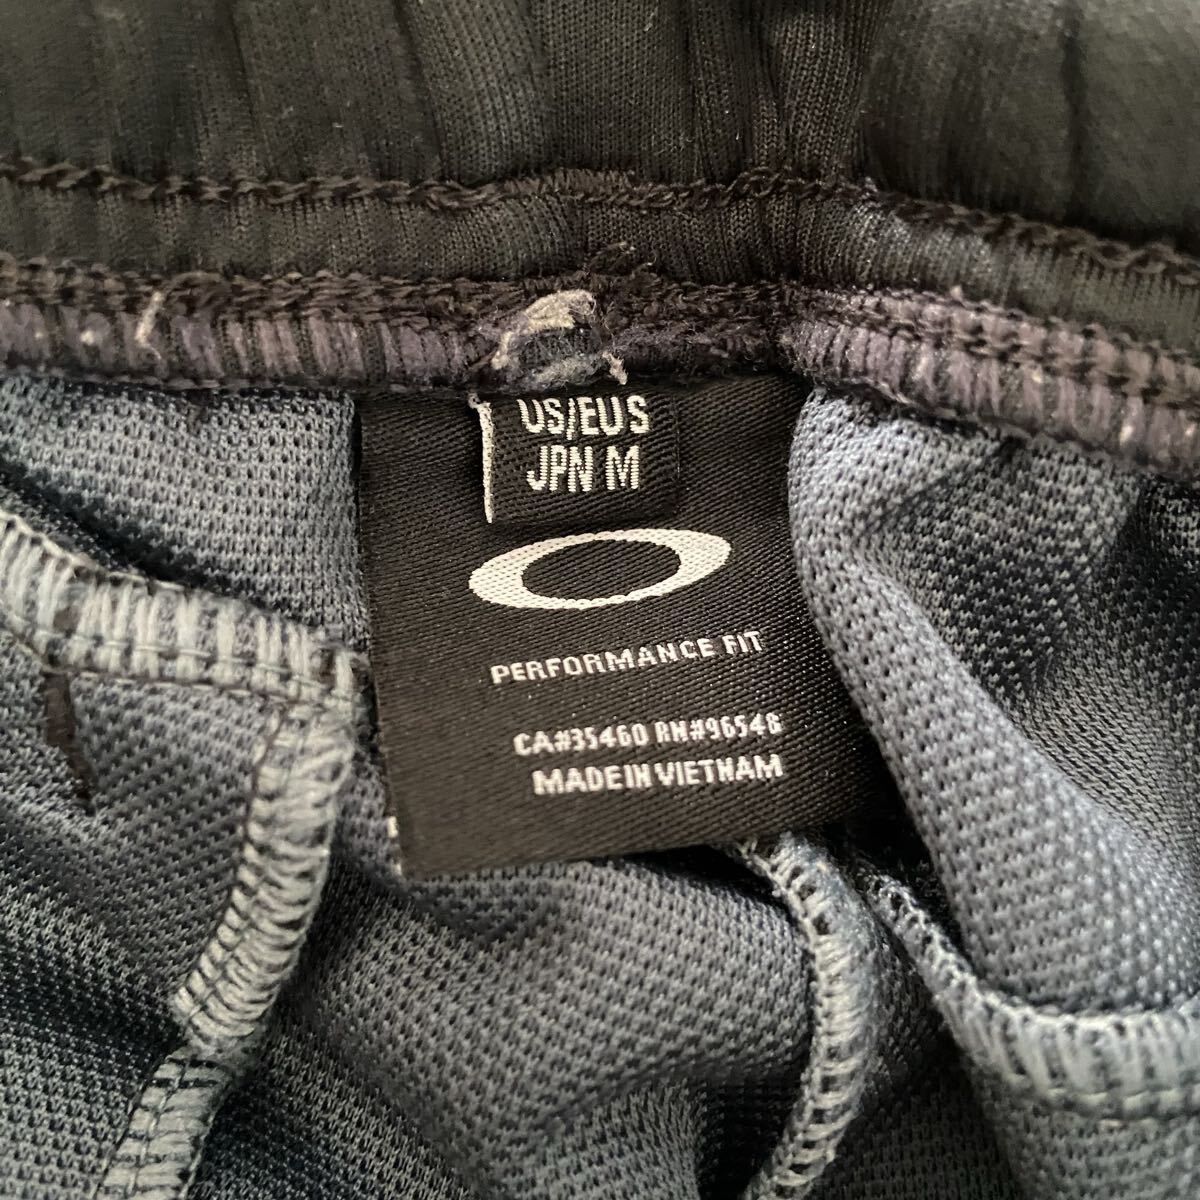 US/EU S
JPN M
PERFORMANCE FIT
CA#35460 RN#96548
MADE IN VIETNAM